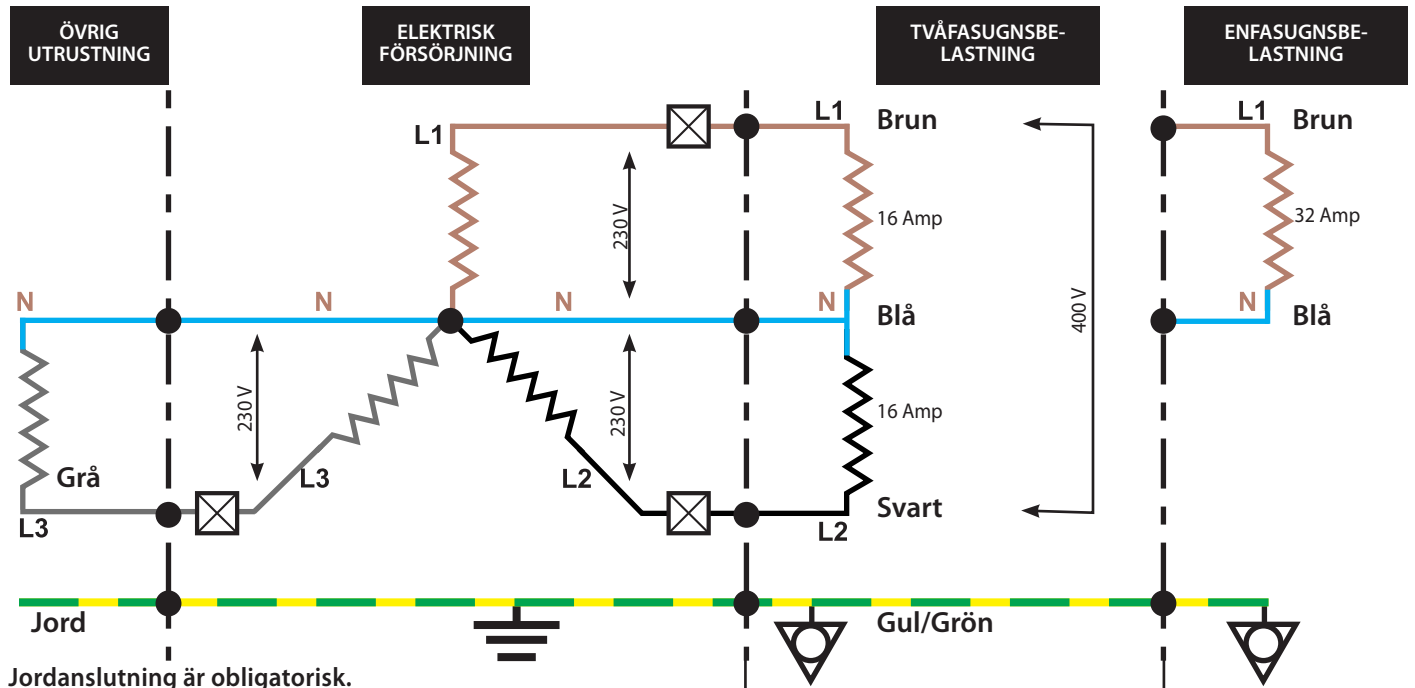 ÖVRIG
UTRUSTNING
ELEKTRISK
FÖRSÖRJNING
TVÅFASUGNSBE-
LASTNING
ENFASUGNSBE-
LASTNING
L1
L1
Brun
L1
Brun
230 V
16 Amp
32 Amp
400 V
N
N
N
N
Blå
N
Blå
230 V
230 V
16 Amp
Grå
L3
L2
L3
L2
Svart
Jord
Gul/Grön
Jordanslutning är obligatorisk.